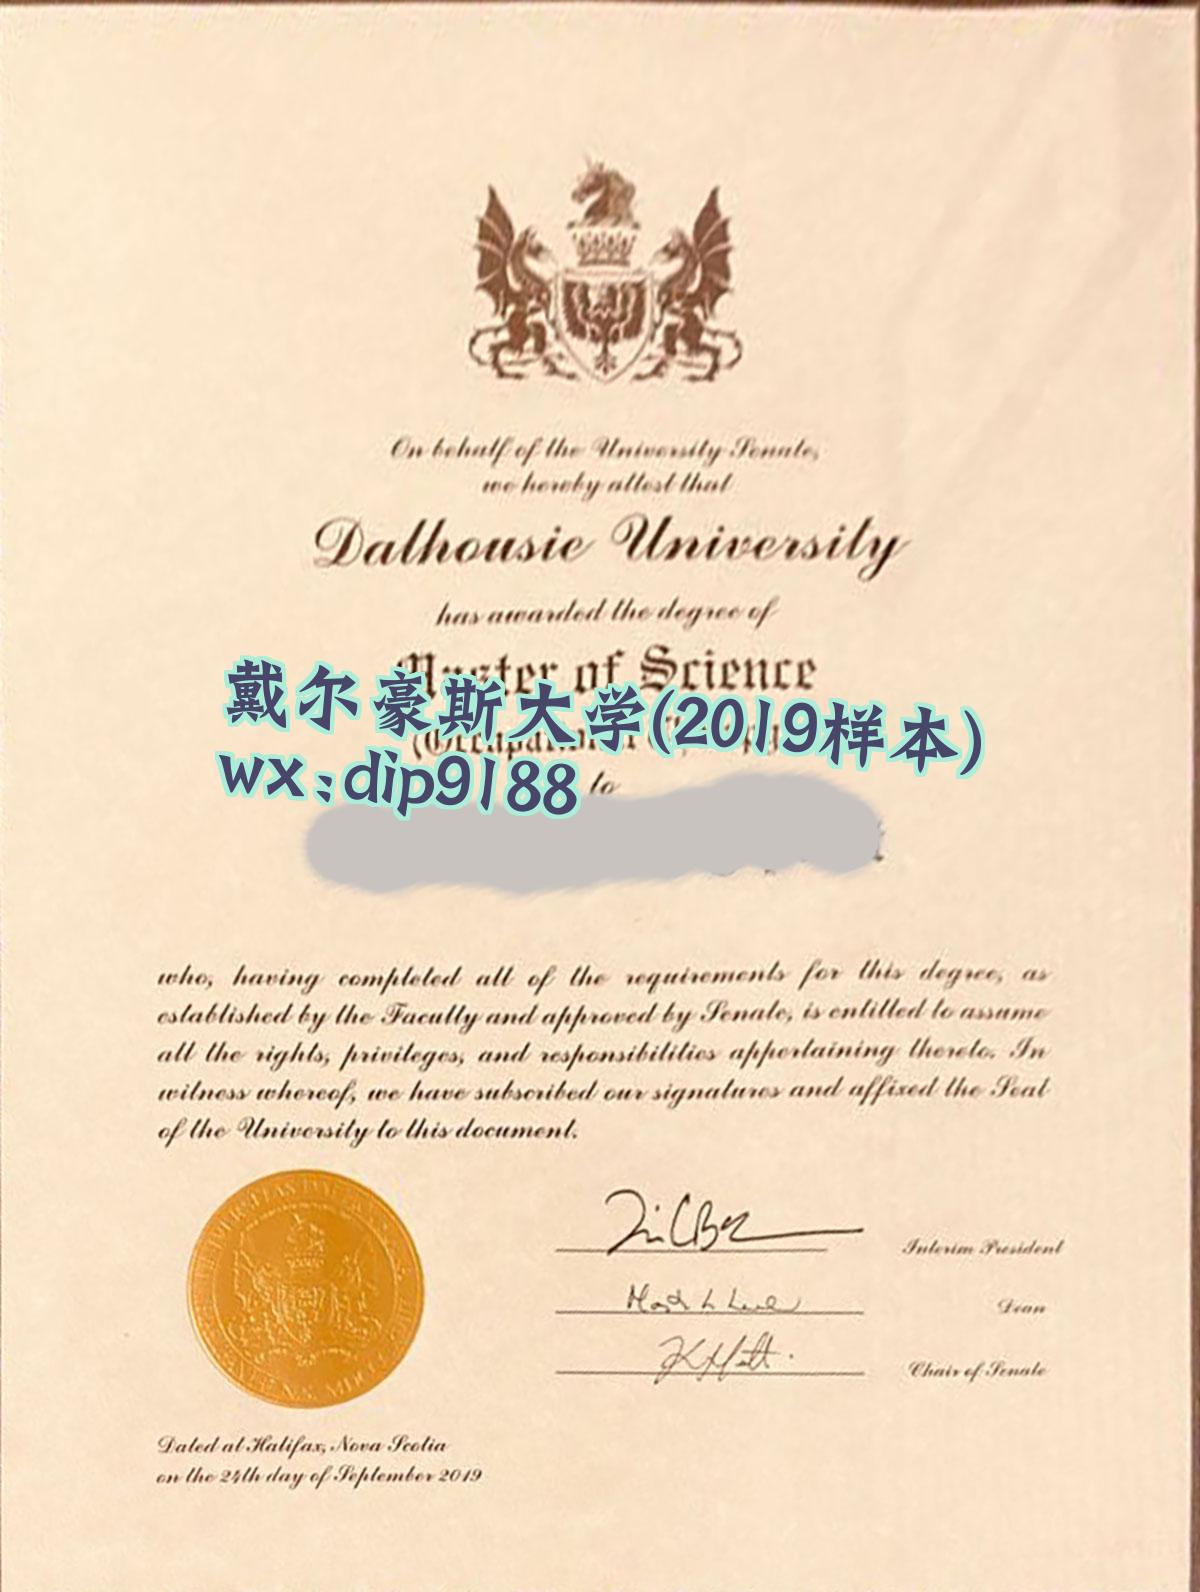 On behalf of the University Senate,
we hereby attest that
Dalhousie University
has awarded the degree of
Master of Science
戴尔豪斯大学(2019样本)
wx:dip9188
to
who, having completed all of the requirements for this degree, as
established by the Faculty and approved by Senate, is entitled to assume
all the rights, privileges, and responsibilities appertaining thereto. In
witness whereof, we have subscribed our signatures and affixed the Seal
of the University to this document.
Interim President
Dean
Chair of Senate
Dated at Halifax, Nova Scotia
on the 24th day of September 2019